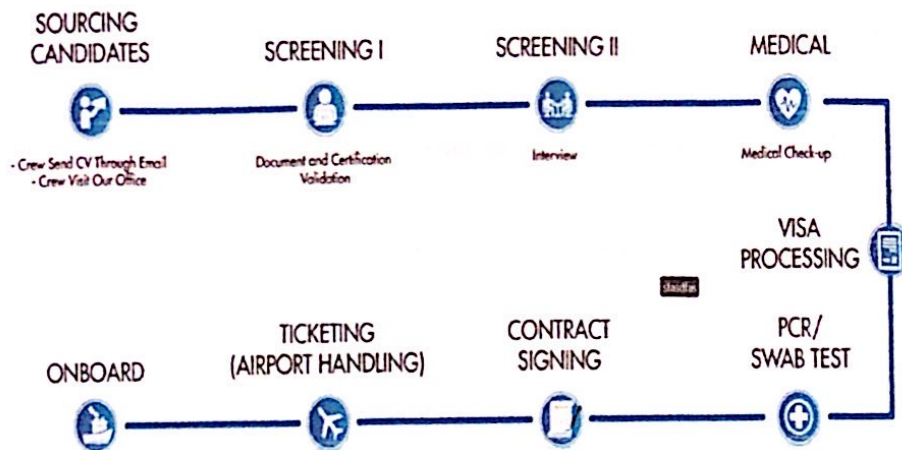 SOURCING
CANDIDATES
- Crew Send CV Through Email
- Crew Visit Our Office
SCREENING I
Document and Certification
Validation
SCREENING II
Interview
MEDICAL
Medical Check-up
VISA
PROCESSING
PCR/
SWAB TEST
CONTRACT
SIGNING
TICKETING
(AIRPORT HANDLING)
ONBOARD